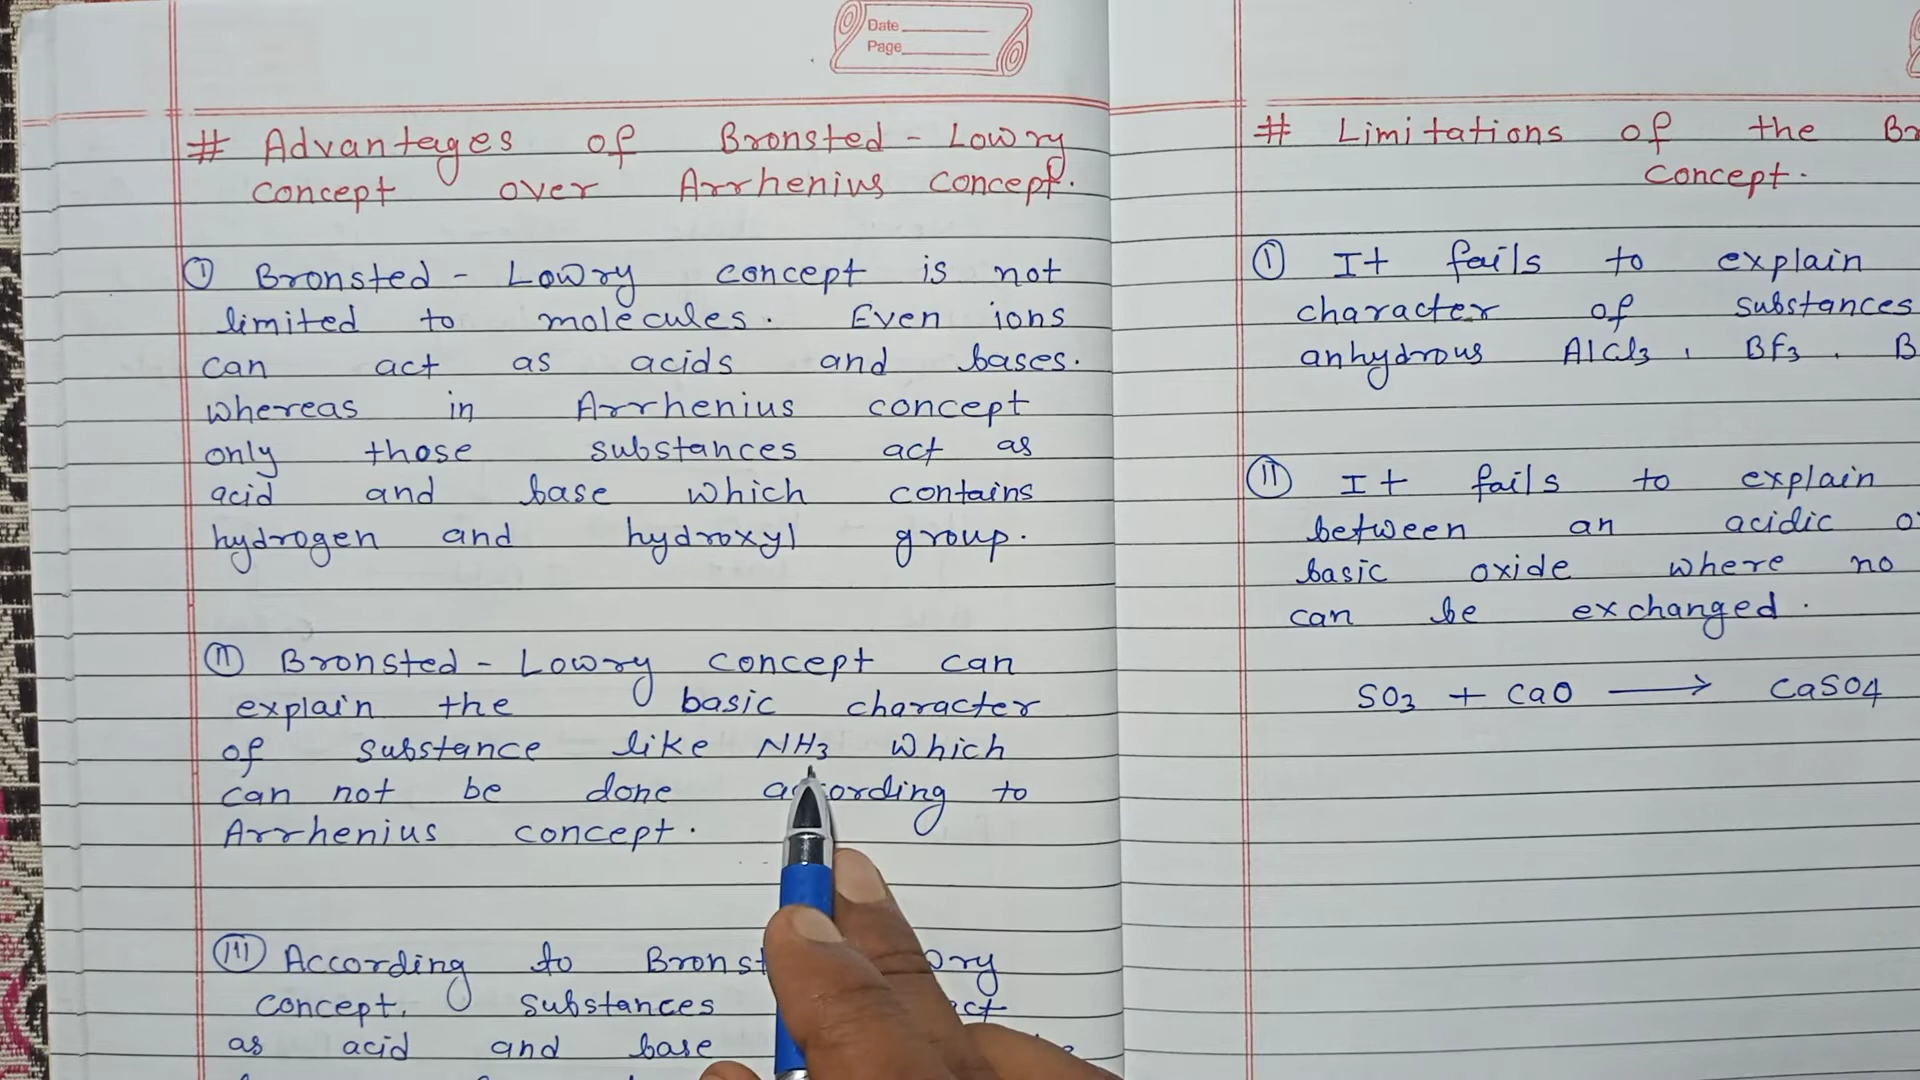 Date
Page
# Advantages of Bronsted-Lowry
concept over Arrhenius concept.
(I) Bronsted-Lowry concept is not
limited to molecules. Even ions
can act as acids and bases.
whereas in Arrhenius concept
only those substances act as
acid and base which contains
hydrogen and hydroxyl group.
(II) Bronsted-Lowry concept can
explain the basic character
of substance like NH3 which
can not be done according to
Arrhenius concept.
(III) According to
concept, substances
as acid and base
# Limitations of the
concept.
(I) It fails to explain
character of substances
anhydrous AlCl3, BF3, B
(II) It fails to explain
between an acidic
basic oxide where no
can be exchanged.
SO3 + CaO → CaSO4